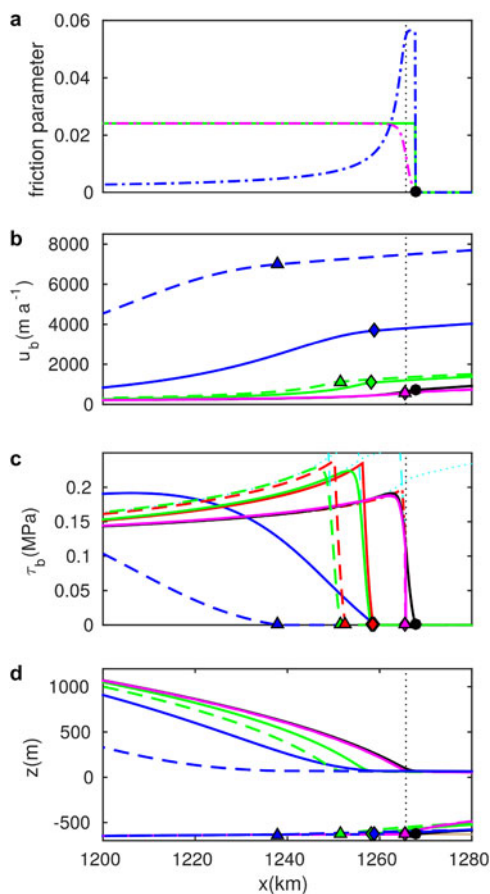 a
0.06
0.04
0.02
0
friction parameter
b
8000
6000
4000
2000
0
u_b(m a⁻¹)
c
0.2
0.15
0.1
0.05
0
τ_b(MPa)
d
1000
500
0
-500
z(m)
1200 1220 1240 1260 1280
x(km)